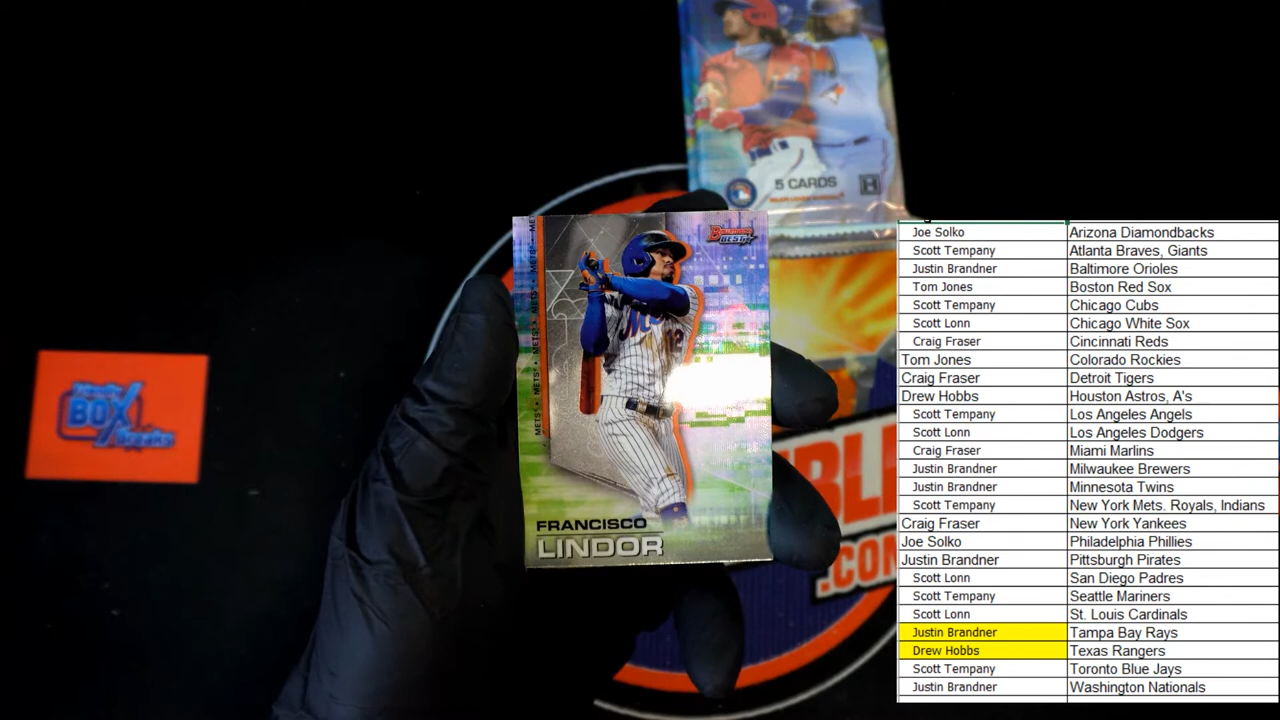 5 CARDS
Bowman
BEST
METS • METS • METS • METS • METS
METS
12
FRANCISCO
LINDOR
BOX
Breaks
.COM
Joe Solko Arizona Diamondbacks
Scott Tempany Atlanta Braves, Giants
Justin Brandner Baltimore Orioles
Tom Jones Boston Red Sox
Scott Tempany Chicago Cubs
Scott Lonn Chicago White Sox
Craig Fraser Cincinnati Reds
Tom Jones Colorado Rockies
Craig Fraser Detroit Tigers
Drew Hobbs Houston Astros, A's
Scott Tempany Los Angeles Angels
Scott Lonn Los Angeles Dodgers
Craig Fraser Miami Marlins
Justin Brandner Milwaukee Brewers
Justin Brandner Minnesota Twins
Scott Tempany New York Mets. Royals, Indians
Craig Fraser New York Yankees
Joe Solko Philadelphia Phillies
Justin Brandner Pittsburgh Pirates
Scott Lonn San Diego Padres
Scott Tempany Seattle Mariners
Scott Lonn St. Louis Cardinals
Justin Brandner Tampa Bay Rays
Drew Hobbs Texas Rangers
Scott Tempany Toronto Blue Jays
Justin Brandner Washington Nationals